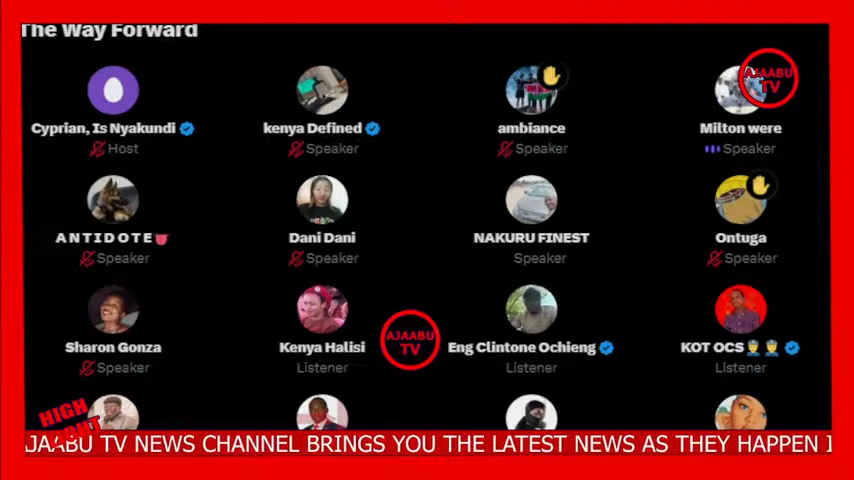 The Way Forward
AJAABU
TV
Cyprian, Is Nyakundi
kenya Defined
ambiance
Milton were
Host
Speaker
Speaker
Speaker
A N T I D O T E👅
Dani Dani
NAKURU FINEST
Ontuga
Speaker
Speaker
Speaker
Speaker
Sharon Gonza
Kenya Halisi
Eng Clintone Ochieng
KOT OCS👮👮
Speaker
Listener
Listener
Listener
AJAABU
TV
HIGH
AJAABU TV NEWS CHANNEL BRINGS YOU THE LATEST NEWS AS THEY HAPPEN